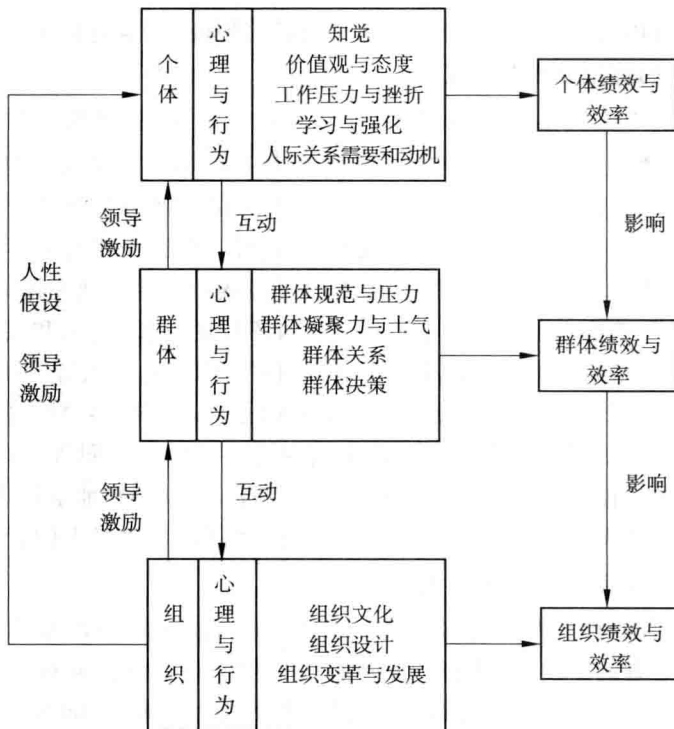 个体
心理与行为
知觉
价值观与态度
工作压力与挫折
学习与强化
人际关系需要和动机
个体绩效与
效率
领导
激励
互动
影响
人性
假设
领导
激励
群体
心理与行为
群体规范与压力
群体凝聚力与士气
群体关系
群体决策
群体绩效与
效率
领导
激励
互动
影响
组织
心理与行为
组织文化
组织设计
组织变革与发展
组织绩效与
效率